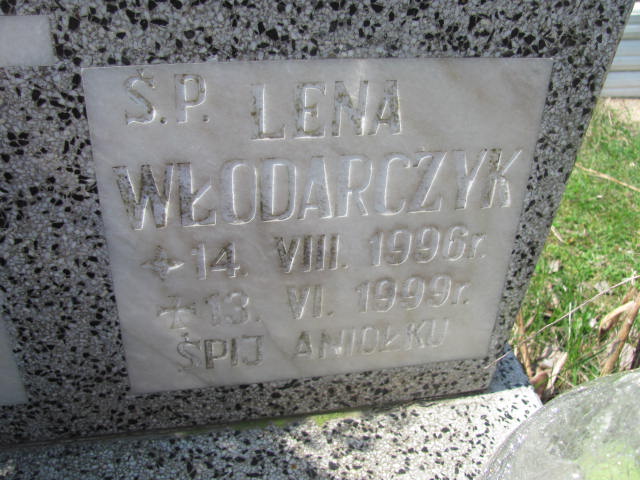 Ś.P. LENA
WŁODARCZYK
14. VIII. 1996r.
13. VI. 1999r.
ŚPIJ ANIOŁKU